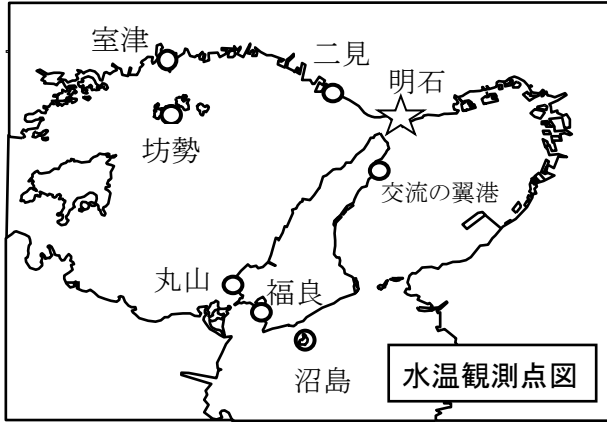 室津
二見
明石
坊勢
交流の翼港
丸山
福良
沼島
水温観測点図